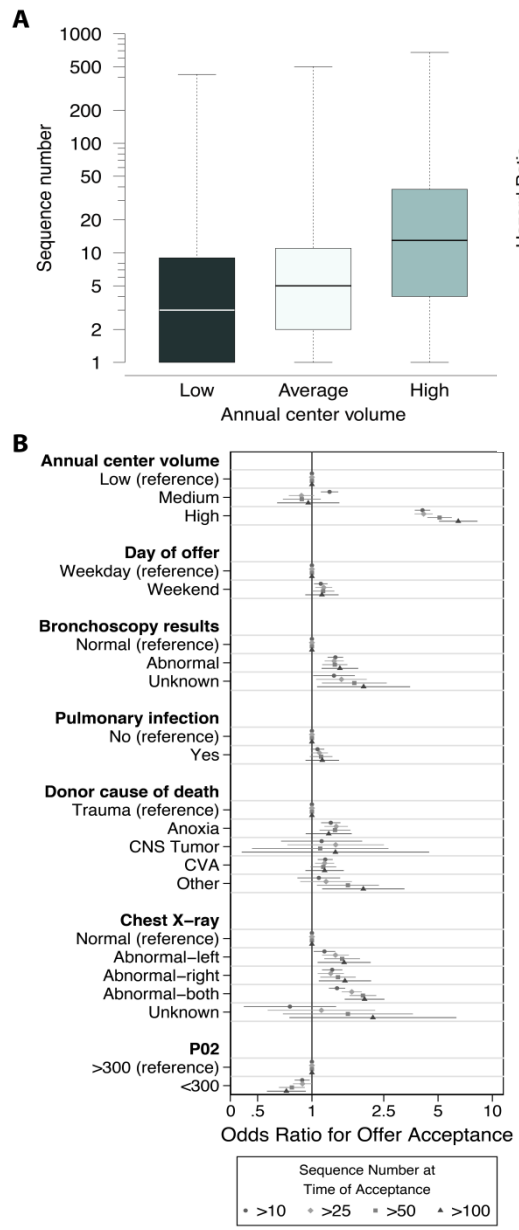 A
Sequence number
1000
500
200
100
50
20
10
5
2
1
Low Average High
Annual center volume
B
Annual center volume
Low (reference)
Medium
High
Day of offer
Weekday (reference)
Weekend
Bronchoscopy results
Normal (reference)
Abnormal
Unknown
Pulmonary infection
No (reference)
Yes
Donor cause of death
Trauma (reference)
Anoxia
CNS Tumor
CVA
Other
Chest X−ray
Normal (reference)
Abnormal−left
Abnormal−right
Abnormal−both
Unknown
P02
>300 (reference)
<300
0 .5 1 2.5 5 10
Odds Ratio for Offer Acceptance
Sequence Number at
Time of Acceptance
>10 >25 >50 >100